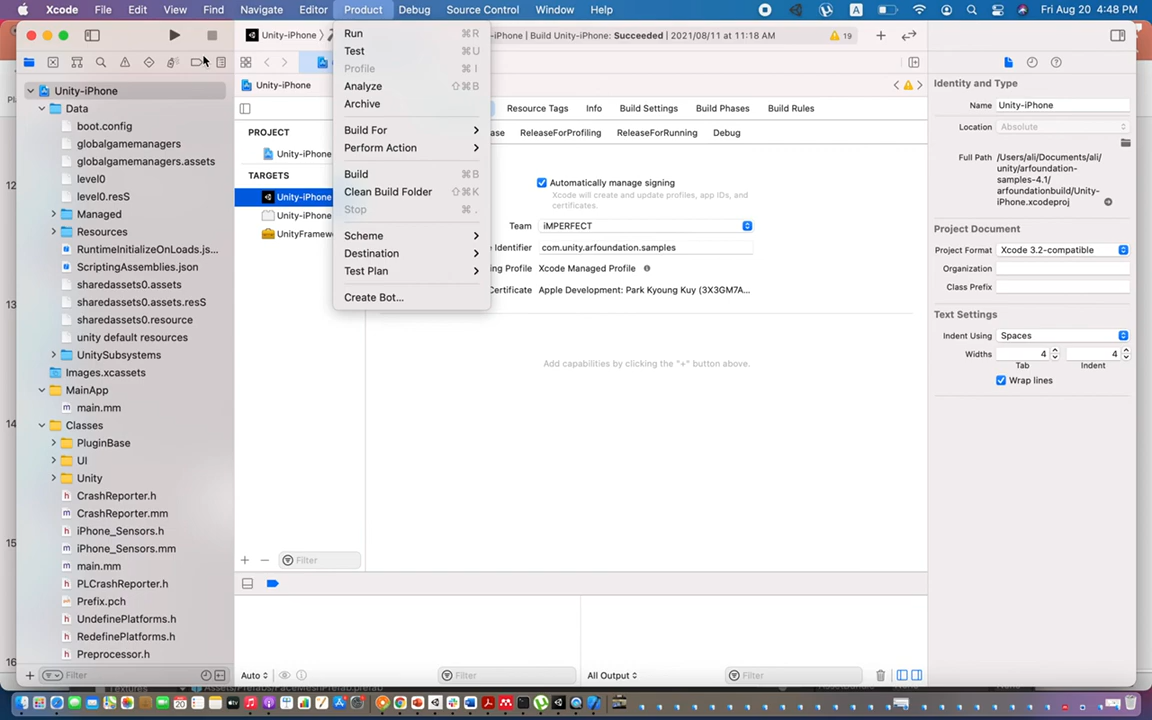 Xcode File Edit View Find Navigate Editor Product Debug Source Control Window Help
A
Fri Aug 20 4:48 PM
Unity-iPhone
iPhone | Build Unity-iPhone: Succeeded | 2021/08/11 at 11:18 AM
19
Unity-iPhone
Data
boot.config
globalgamemanagers
globalgamemanagers.assets
level0
level0.resS
Managed
Resources
RuntimeInitializeOnLoads.js...
ScriptingAssemblies.json
sharedassets0.assets
sharedassets0.assets.resS
sharedassets0.resource
unity default resources
UnitySubsystems
Images.xcassets
MainApp
main.mm
Classes
PluginBase
UI
Unity
CrashReporter.h
CrashReporter.mm
iPhone_Sensors.h
iPhone_Sensors.mm
main.mm
PLCrashReporter.h
Prefix.pch
UndefinePlatforms.h
RedefinePlatforms.h
Preprocessor.h
Filter
Unity-iPhone
PROJECT
Unity-iPhone
TARGETS
Unity-iPhone
Unity-iPhone
UnityFramew
Filter
Run ⌘R
Test ⌘U
Profile ⌘I
Analyze ⇧⌘B
Archive
Build For
Perform Action
Build ⌘B
Clean Build Folder ⇧⌘K
Stop ⌘.
Scheme
Destination
Test Plan
Create Bot...
Resource Tags Info Build Settings Build Phases Build Rules
ase ReleaseForProfiling ReleaseForRunning Debug
Automatically manage signing
Xcode will create and update profiles, app IDs, and
certificates.
Team iMPERFECT
e Identifier com.unity.arfoundation.samples
ing Profile Xcode Managed Profile
Certificate Apple Development: Park Kyoung Kuy (3X3GM7A...
Add capabilities by clicking the "+" button above.
Auto
Filter
All Output
Filter
Identity and Type
Name Unity-iPhone
Location Absolute
Full Path /Users/ali/Documents/ali/
unity/arfoundation-
samples-4.1/
arfoundationbuild/Unity-
iPhone.xcodeproj
Project Document
Project Format Xcode 3.2-compatible
Organization
Class Prefix
Text Settings
Indent Using Spaces
Widths 4 4
Tab Indent
Wrap lines
12
13
14
15
16